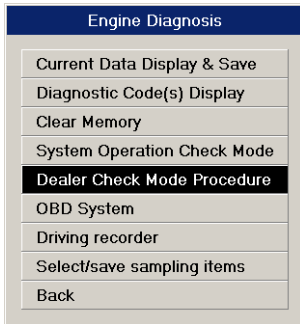 Engine Diagnosis
Current Data Display & Save
Diagnostic Code(s) Display
Clear Memory
System Operation Check Mode
Dealer Check Mode Procedure
OBD System
Driving recorder
Select/save sampling items
Back